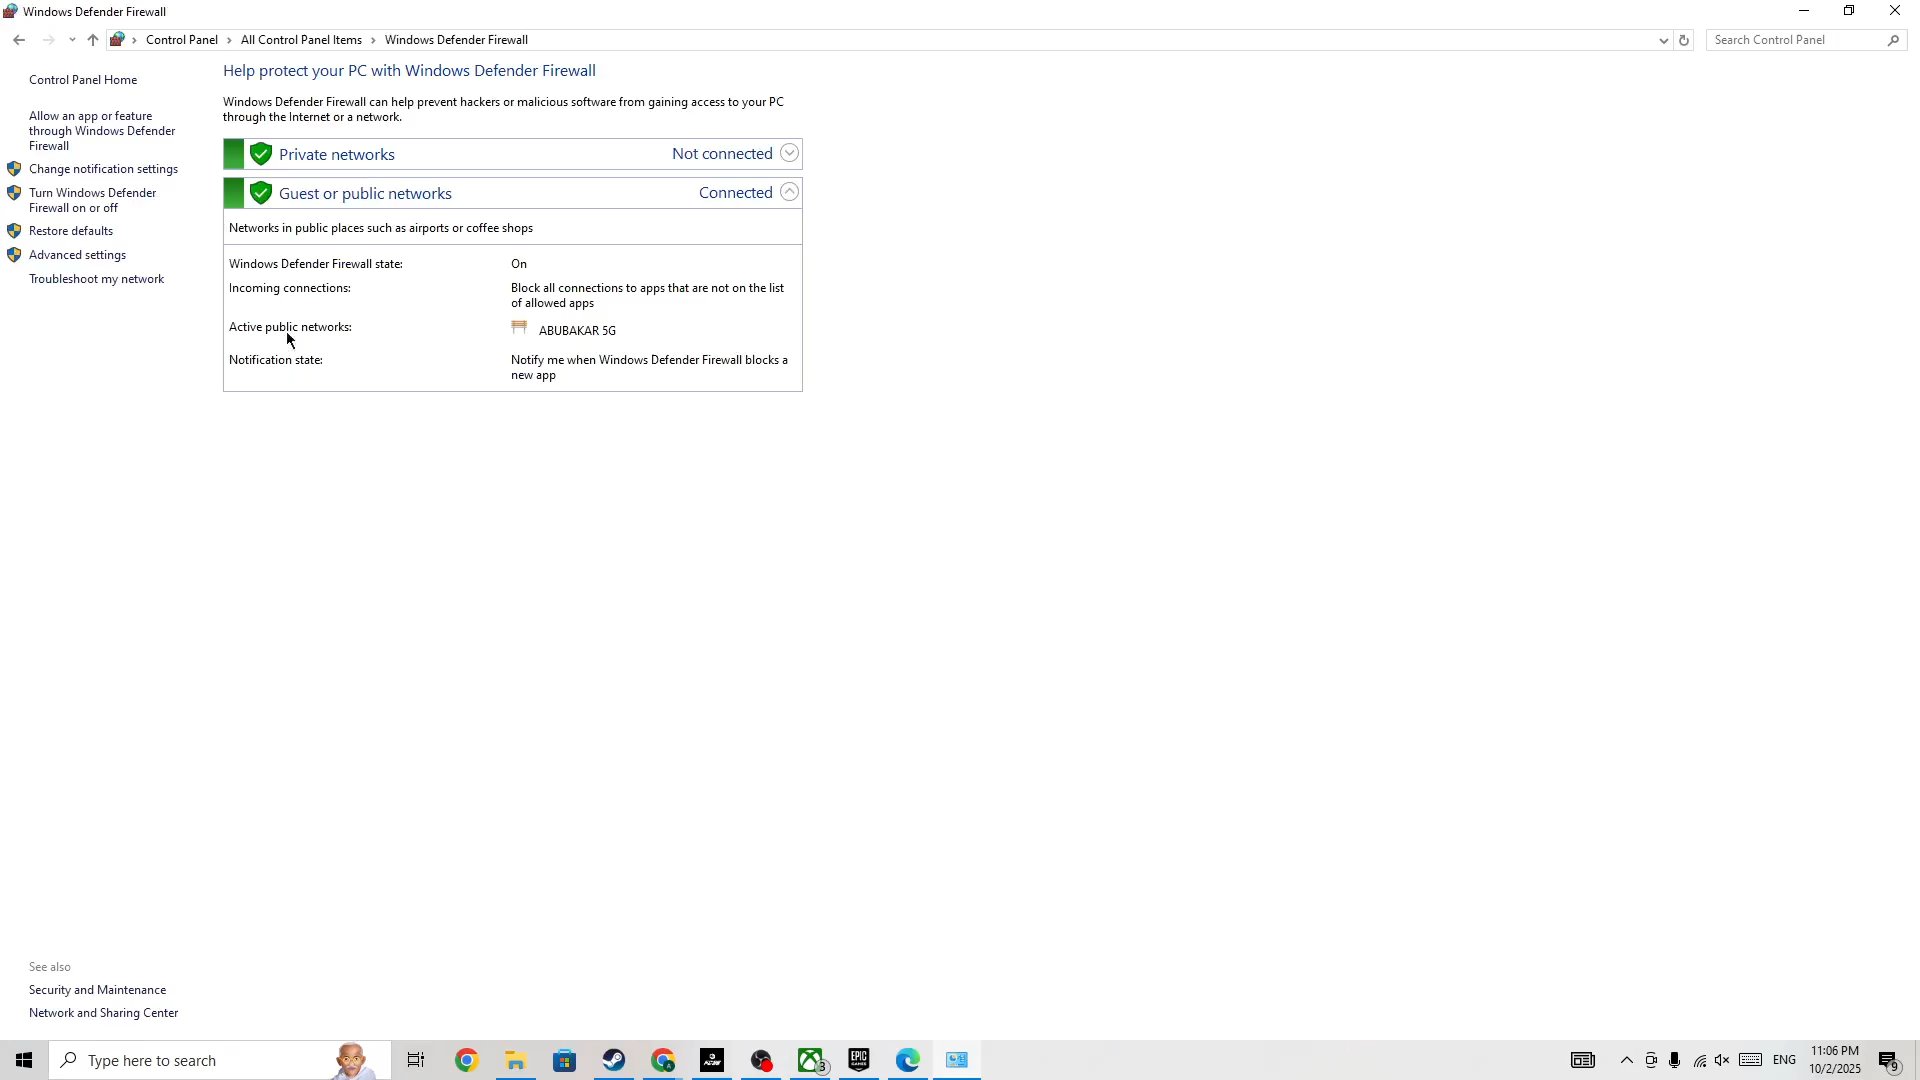 Windows Defender Firewall
Control Panel
All Control Panel Items
Windows Defender Firewall
Search Control Panel
Control Panel Home
Allow an app or feature
through Windows Defender
Firewall
Change notification settings
Turn Windows Defender
Firewall on or off
Restore defaults
Advanced settings
Troubleshoot my network
Help protect your PC with Windows Defender Firewall
Windows Defender Firewall can help prevent hackers or malicious software from gaining access to your PC
through the Internet or a network.
Private networks
Not connected
Guest or public networks
Connected
Networks in public places such as airports or coffee shops
Windows Defender Firewall state:
On
Incoming connections:
Block all connections to apps that are not on the list
of allowed apps
Active public networks:
ABUBAKAR 5G
Notification state:
Notify me when Windows Defender Firewall blocks a
new app
See also
Security and Maintenance
Network and Sharing Center
Type here to search
A
3
EPIC
GAMES
ENG
11:06 PM
10/2/2025
9